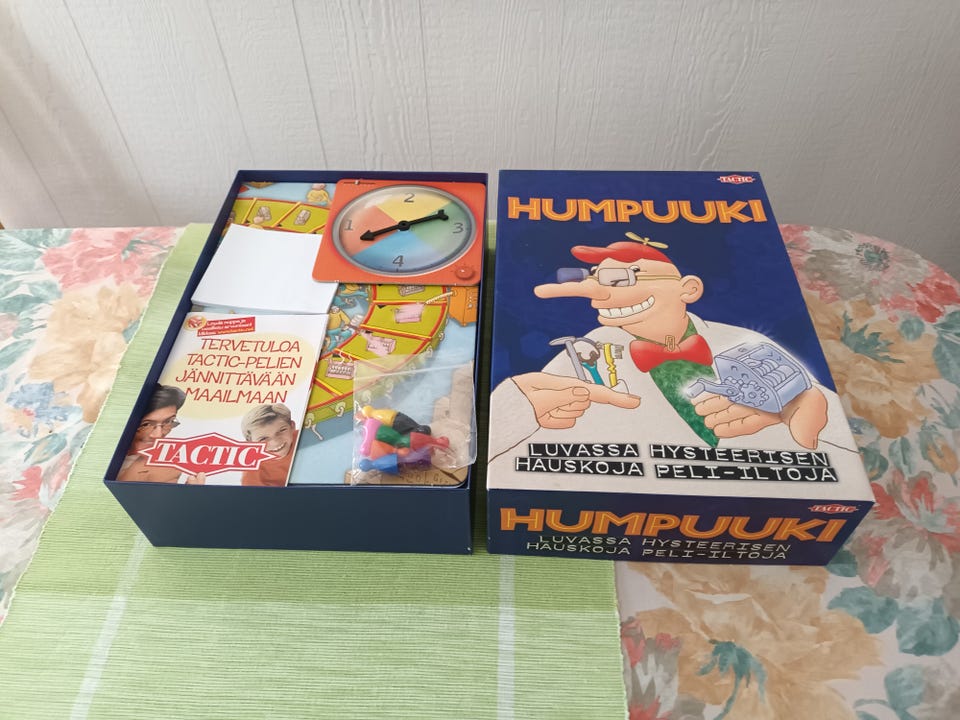 2
1
3
4
TERVETULOA
TACTIC-PELIEN
JÄNNITTÄVÄÄN
MAAILMAAN
TACTIC
TACTIC
HUMPUUKI
LUVASSA HYSTEERISEN
HAUSKOJA PELI-ILTOJA
TACTIC
HUMPUUKI
LUVASSA HYSTEERISEN
HAUSKOJA PELI-ILTOJA